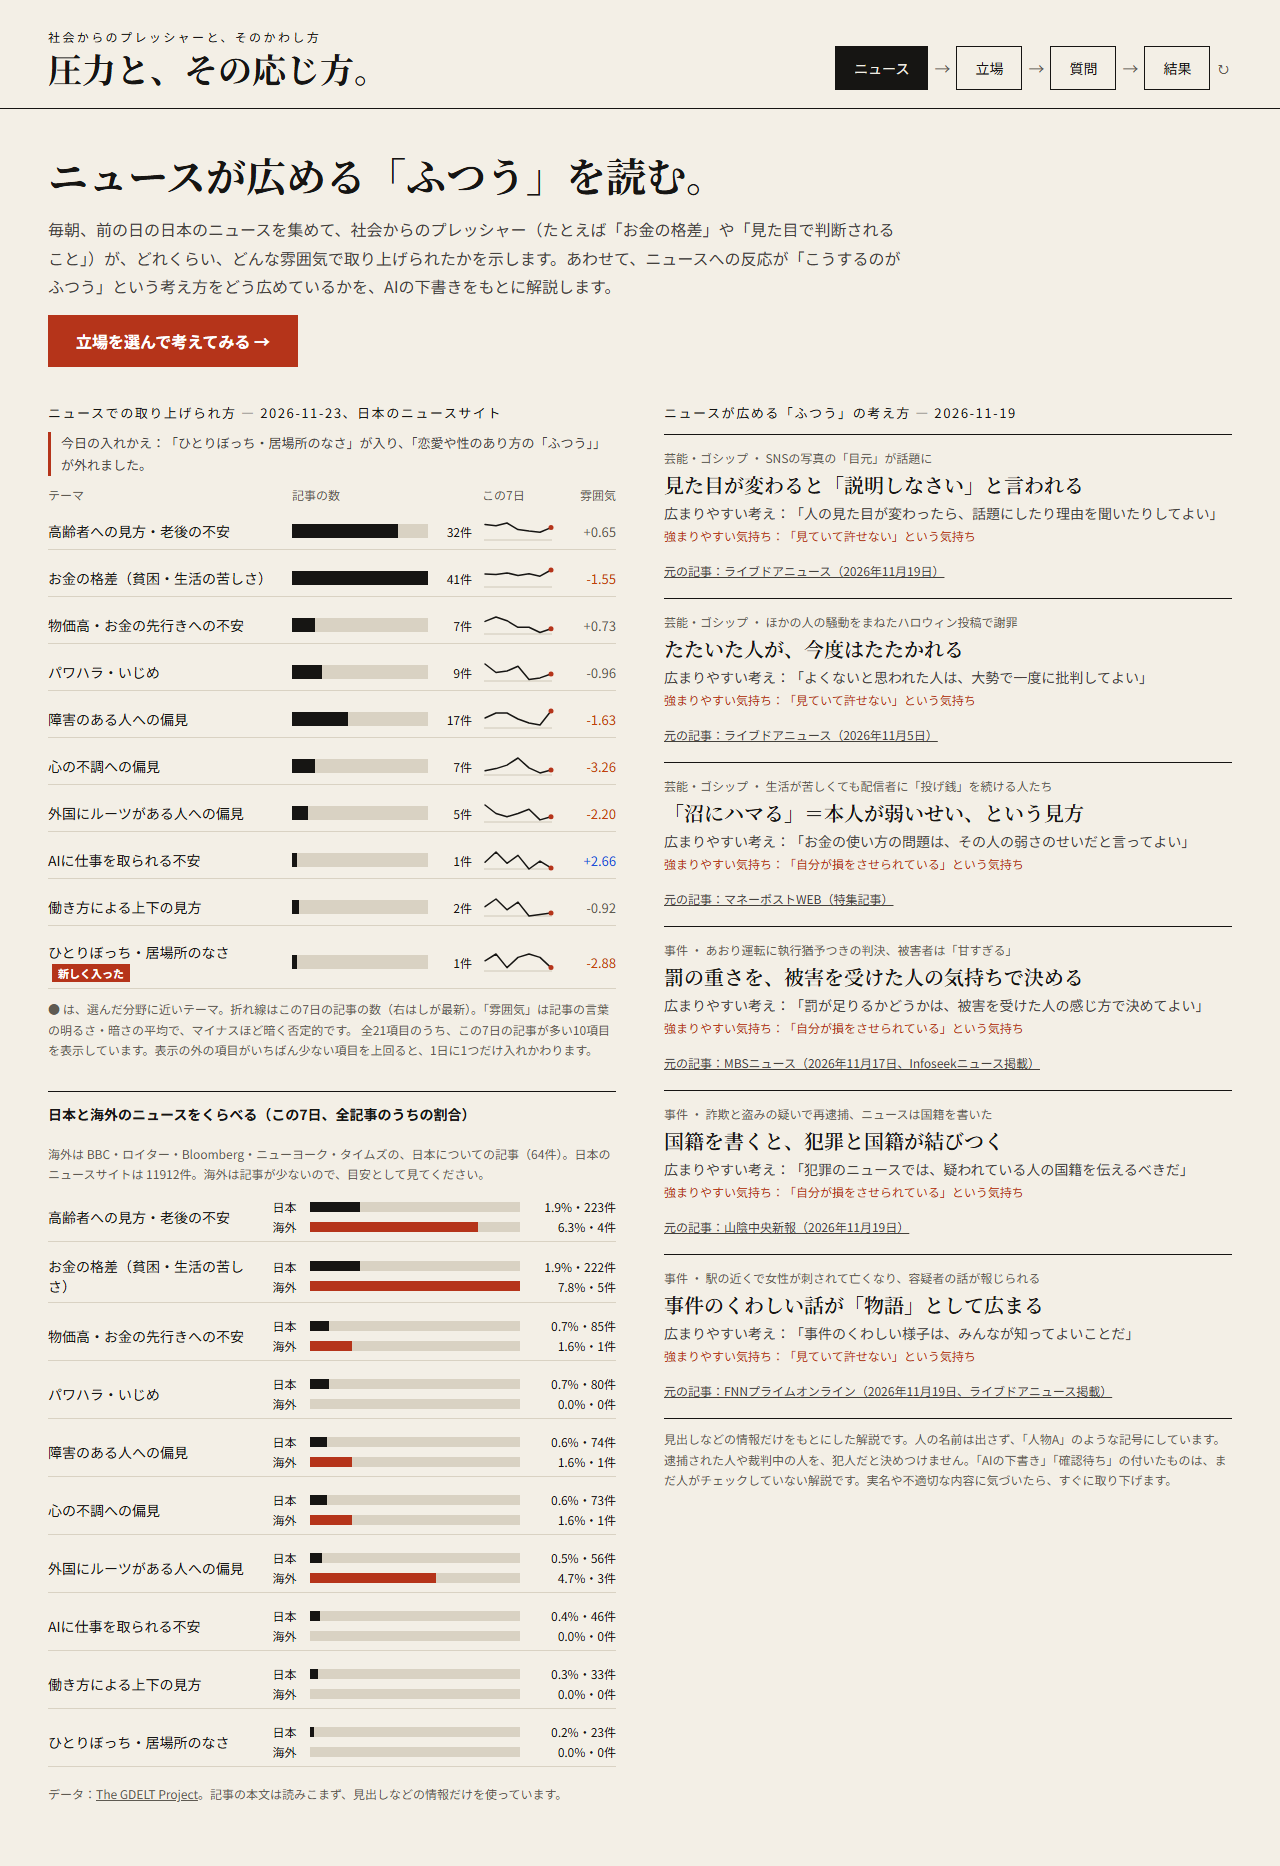 社会からのプレッシャーと、そのかわし方
圧力と、その応じ方。
ニュース → 立場 → 質問 → 結果 ↻
ニュースが広める「ふつう」を読む。
毎朝、前の日の日本のニュースを集めて、社会からのプレッシャー（たとえば「お金の格差」や「見た目で判断される
こと」）が、どれくらい、どんな雰囲気で取り上げられたかを示します。あわせて、ニュースへの反応が「こうするのが
ふつう」という考え方をどう広めているかを、AIの下書きをもとに解説します。
立場を選んで考えてみる →
ニュースでの取り上げられ方 — 2026-11-23、日本のニュースサイト
今日の入れかえ：「ひとりぼっち・居場所のなさ」が入り、「恋愛や性のあり方の「ふつう」」
が外れました。
テーマ 記事の数 この7日 雰囲気
高齢者への見方・老後の不安 32件 +0.65
お金の格差（貧困・生活の苦しさ） 41件 -1.55
物価高・お金の先行きへの不安 7件 +0.73
パワハラ・いじめ 9件 -0.96
障害のある人への偏見 17件 -1.63
心の不調への偏見 7件 -3.26
外国にルーツがある人への偏見 5件 -2.20
AIに仕事を取られる不安 1件 +2.66
働き方による上下の見方 2件 -0.92
ひとりぼっち・居場所のなさ 1件 -2.88
新しく入った
● は、選んだ分野に近いテーマ。折れ線はこの7日の記事の数（右はしが最新）。「雰囲気」は記事の言葉
の明るさ・暗さの平均で、マイナスほど暗く否定的です。 全21項目のうち、この7日の記事が多い10項目
を表示しています。表示の外の項目がいちばん少ない項目を上回ると、1日に1つだけ入れかわります。
日本と海外のニュースをくらべる（この7日、全記事のうちの割合）
海外は BBC・ロイター・Bloomberg・ニューヨーク・タイムズの、日本についての記事（64件）。日本の
ニュースサイトは 11912件。海外は記事が少ないので、目安として見てください。
高齢者への見方・老後の不安
日本 1.9%・223件
海外 6.3%・4件
お金の格差（貧困・生活の苦し
さ）
日本 1.9%・222件
海外 7.8%・5件
物価高・お金の先行きへの不安
日本 0.7%・85件
海外 1.6%・1件
パワハラ・いじめ
日本 0.7%・80件
海外 0.0%・0件
障害のある人への偏見
日本 0.6%・74件
海外 1.6%・1件
心の不調への偏見
日本 0.6%・73件
海外 1.6%・1件
外国にルーツがある人への偏見
日本 0.5%・56件
海外 4.7%・3件
AIに仕事を取られる不安
日本 0.4%・46件
海外 0.0%・0件
働き方による上下の見方
日本 0.3%・33件
海外 0.0%・0件
ひとりぼっち・居場所のなさ
日本 0.2%・23件
海外 0.0%・0件
データ：The GDELT Project。記事の本文は読みこまず、見出しなどの情報だけを使っています。
ニュースが広める「ふつう」の考え方 — 2026-11-19
芸能・ゴシップ ・ SNSの写真の「目元」が話題に
見た目が変わると「説明しなさい」と言われる
広まりやすい考え：「人の見た目が変わったら、話題にしたり理由を聞いたりしてよい」
強まりやすい気持ち：「見ていて許せない」という気持ち
元の記事：ライブドアニュース（2026年11月19日）
芸能・ゴシップ ・ ほかの人の騒動をまねたハロウィン投稿で謝罪
たたいた人が、今度はたたかれる
広まりやすい考え：「よくないと思われた人は、大勢で一度に批判してよい」
強まりやすい気持ち：「見ていて許せない」という気持ち
元の記事：ライブドアニュース（2026年11月5日）
芸能・ゴシップ ・ 生活が苦しくても配信者に「投げ銭」を続ける人たち
「沼にハマる」＝本人が弱いせい、という見方
広まりやすい考え：「お金の使い方の問題は、その人の弱さのせいだと言ってよい」
強まりやすい気持ち：「自分が損をさせられている」という気持ち
元の記事：マネーポストWEB（特集記事）
事件 ・ あおり運転に執行猶予つきの判決、被害者は「甘すぎる」
罰の重さを、被害を受けた人の気持ちで決める
広まりやすい考え：「罰が足りるかどうかは、被害を受けた人の感じ方で決めてよい」
強まりやすい気持ち：「自分が損をさせられている」という気持ち
元の記事：MBSニュース（2026年11月17日、Infoseekニュース掲載）
事件 ・ 詐欺と盗みの疑いで再逮捕、ニュースは国籍を書いた
国籍を書くと、犯罪と国籍が結びつく
広まりやすい考え：「犯罪のニュースでは、疑われている人の国籍を伝えるべきだ」
強まりやすい気持ち：「自分が損をさせられている」という気持ち
元の記事：山陰中央新報（2026年11月19日）
事件 ・ 駅の近くで女性が刺されて亡くなり、容疑者の話が報じられる
事件のくわしい話が「物語」として広まる
広まりやすい考え：「事件のくわしい様子は、みんなが知ってよいことだ」
強まりやすい気持ち：「見ていて許せない」という気持ち
元の記事：FNNプライムオンライン（2026年11月19日、ライブドアニュース掲載）
見出しなどの情報だけをもとにした解説です。人の名前は出さず、「人物A」のような記号にしています。
逮捕された人や裁判中の人を、犯人だと決めつけません。「AIの下書き」「確認待ち」の付いたものは、ま
だ人がチェックしていない解説です。実名や不適切な内容に気づいたら、すぐに取り下げます。